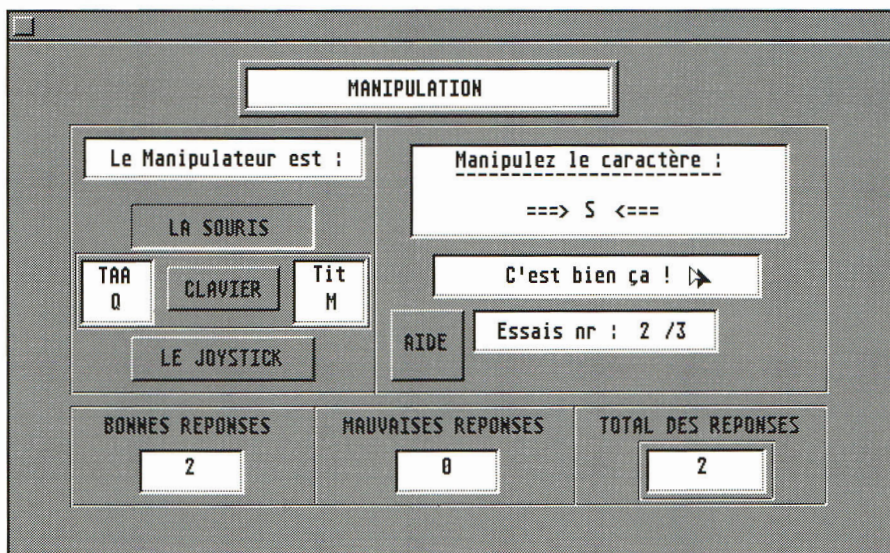 MANIPULATION
Le Manipulateur est :
LA SOURIS
TAA
Q
CLAVIER
Tit
M
LE JOYSTICK
Manipulez le caractère :
===> S <===
C'est bien ça !
AIDE
Essais nr : 2 /3
BONNES REPONSES
2
MAUVAISES REPONSES
0
TOTAL DES REPONSES
2